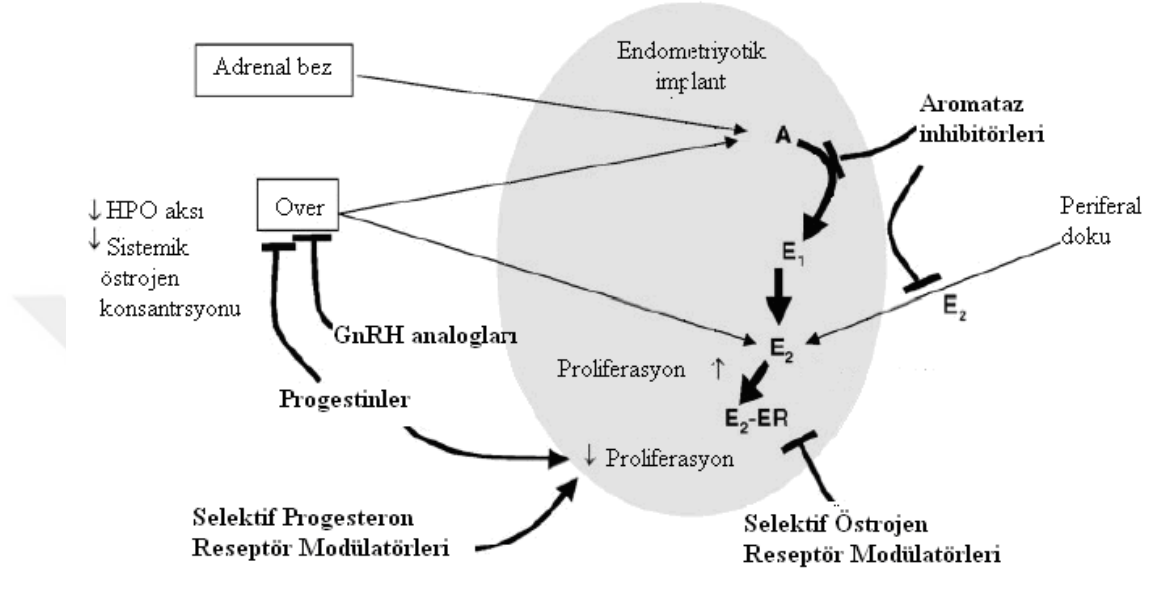 Adrenal bez
Endometriyotik
implant
Aromataz
inhibitörleri
A
↓ HPO aksı
↓ Sistemik
östrojen
konsantrsyonu
Over
Periferal
doku
E₁
E₂
GnRH analogları
E₂
Proliferasyon ↑
Progestinler
E₂-ER
↓ Proliferasyon
Selektif Progesteron
Reseptör Modülatörleri
Selektif Östrojen
Reseptör Modülatörleri